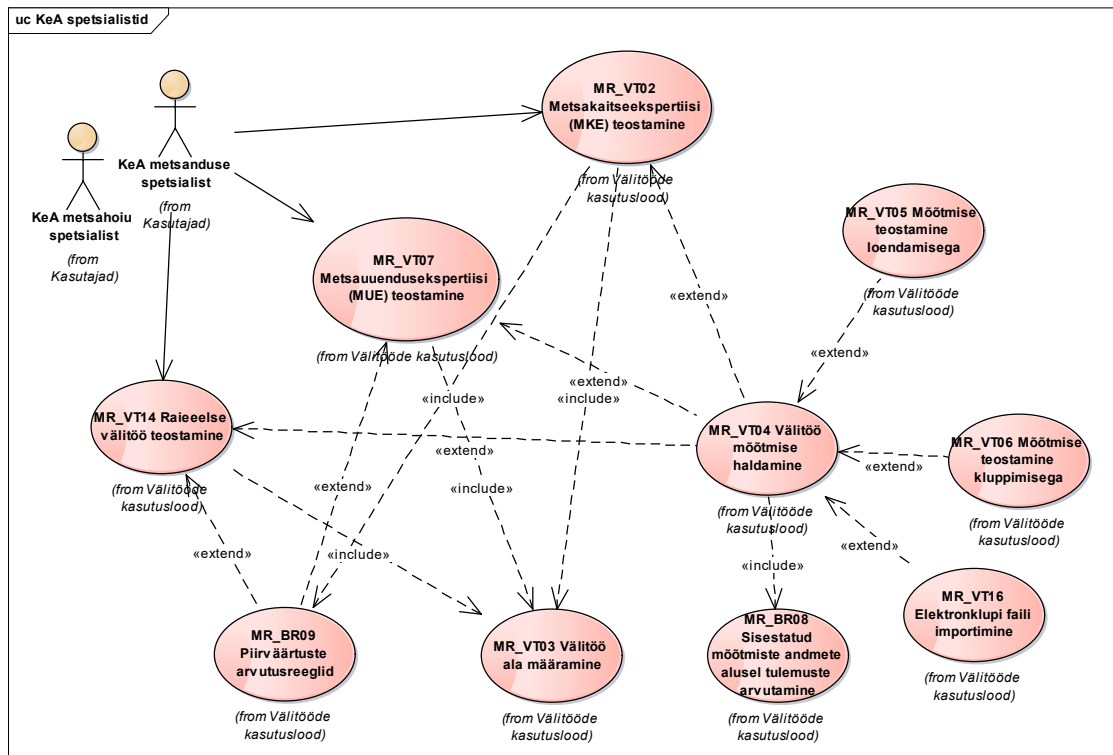 uc KeA spetsialistid
MR_VT02
Metsakaitseekspertiisi
(MKE) teostamine
(from Välitööde
kasutuslood)
KeA metsanduse
spetsialist
(from
Kasutajad)
KeA metsahoiu
spetsialist
(from
Kasutajad)
MR_VT05 Mõõtmise
teostamine
loendamisega
(from Välitööde
kasutuslood)
MR_VT07
Metsauuendusekspertiisi
(MUE) teostamine
(from Välitööde kasutuslood)
«extend»
«extend»
«extend»
«include»
«include»
MR_VT14 Raieeelse
välitöö teostamine
(from Välitööde
kasutuslood)
MR_VT04 Välitöö
mõõtmise
haldamine
(from Välitööde
kasutuslood)
MR_VT06 Mõõtmise
teostamine
kluppimisega
(from Välitööde
kasutuslood)
«extend»
«extend»
«extend»
«include»
«extend»
«include»
«extend»
«include»
MR_BR09
Piirväärtuste
arvutusreeglid
(from Välitööde
kasutuslood)
MR_VT03 Välitöö
ala määramine
(from Välitööde
kasutuslood)
MR_BR08
Sisestatud
mõõtmiste andmete
alusel tulemuste
arvutamine
(from Välitööde
kasutuslood)
MR_VT16
Elektronklupi faili
importimine
(from Välitööde
kasutuslood)